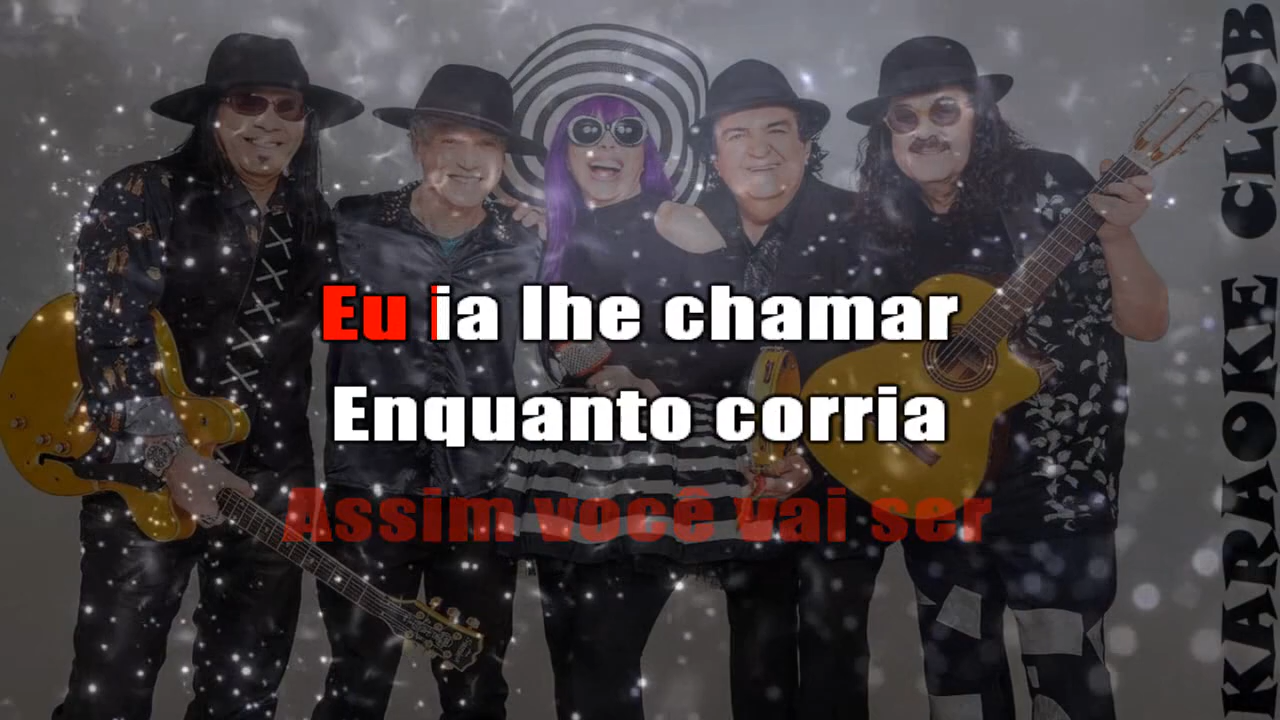 Eu ia lhe chamar
Enquanto corria
Assim você vai ser
KARAOKE CLUB